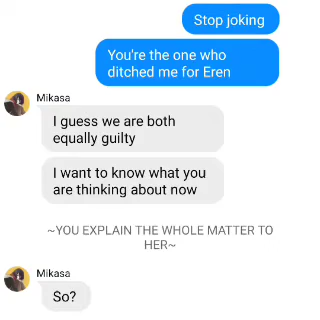 Stop joking
You're the one who
ditched me for Eren
Mikasa
I guess we are both
equally guilty
I want to know what you
are thinking about now
~YOU EXPLAIN THE WHOLE MATTER TO
HER~
Mikasa
So?